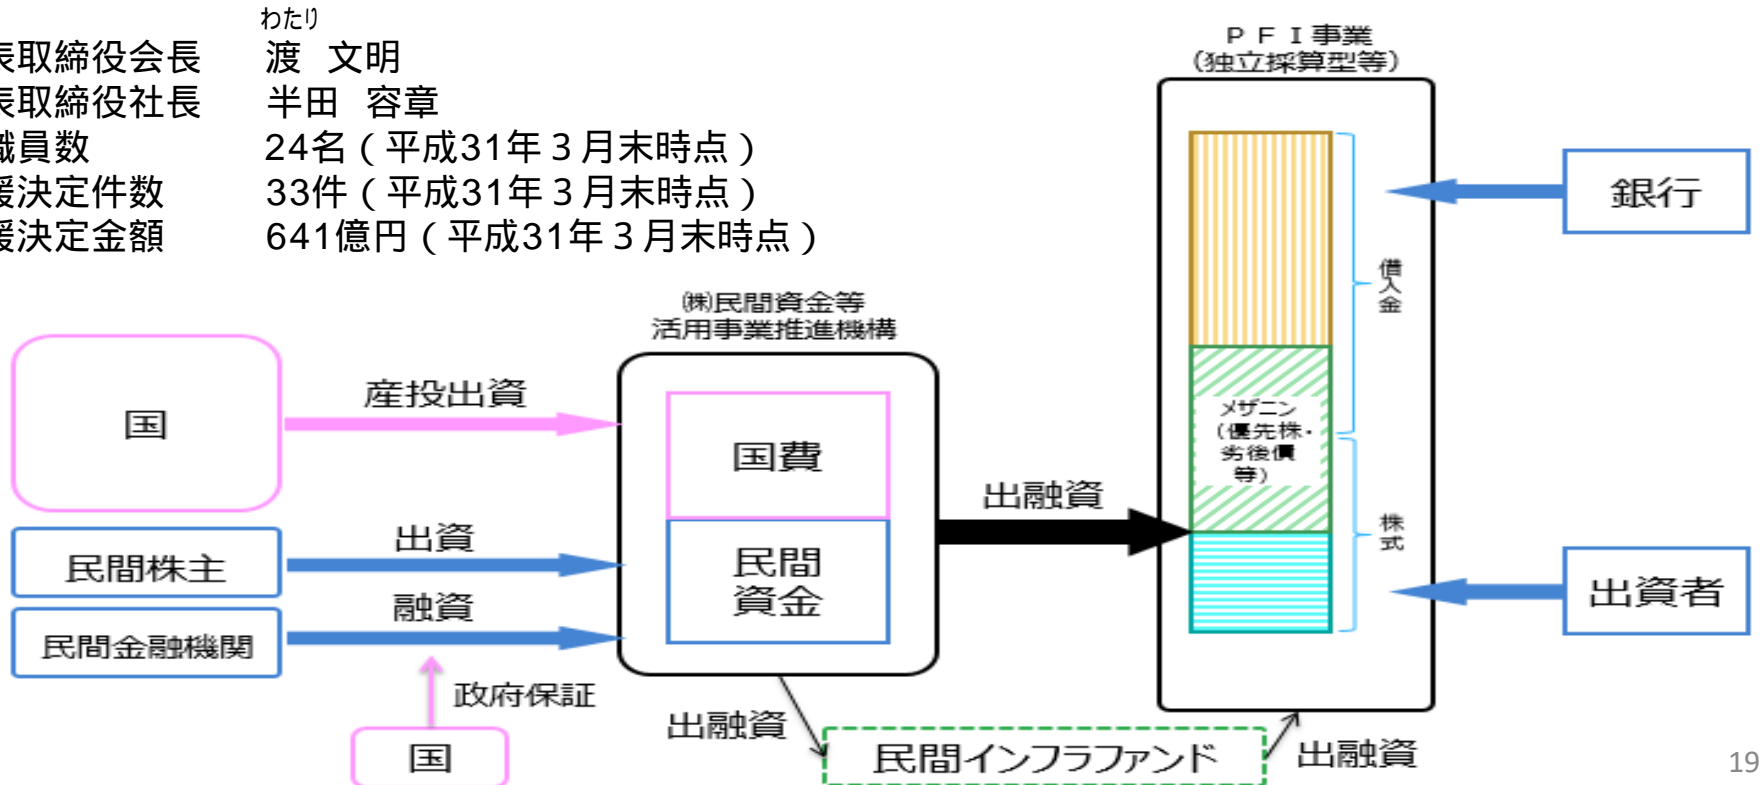 わたり
表取締役会長 渡 文明
表取締役社長 半田 容章
職員数 24名（平成31年３月末時点）
援決定件数 33件（平成31年３月末時点）
援決定金額 641億円（平成31年３月末時点）
ＰＦＩ事業
（独立採算型等）
銀行
借入金
㈱民間資金等
活用事業推進機構
国
産投出資
国費
メザニン
（優先株・
劣後債
等）
出融資
株式
民間株主
出資
民間
資金
出資者
民間金融機関
融資
政府保証
国
出融資
民間インフラファンド
出融資
19